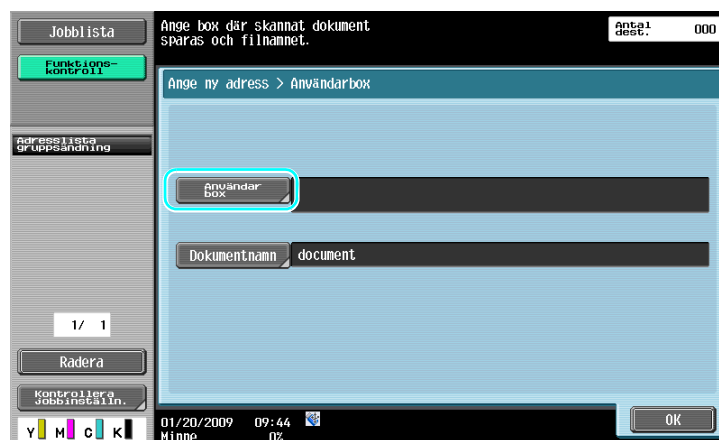 Jobblista
Funktions-
kontroll
Adresslista
gruppsändning
1/ 1
Radera
Kontrollera
jobbinställn.
Y M C K
Ange box där skannat dokument
sparas och filnamnet.
Antal
dest.
000
Ange ny adress > Användarbox
Användar
box
Dokumentnamn
document
01/20/2009 09:44
Minne 0%
OK